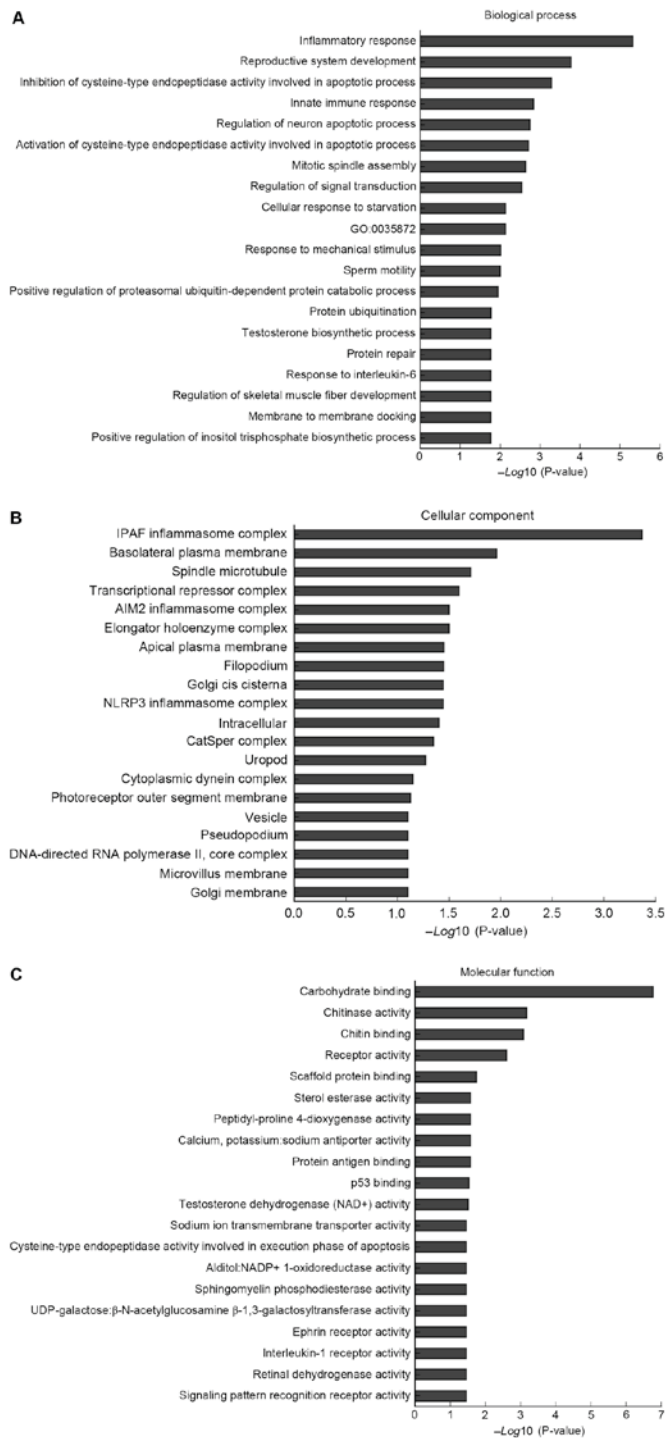 A
Biological process
Inflammatory response
Reproductive system development
Inhibition of cysteine-type endopeptidase activity involved in apoptotic process
Innate immune response
Regulation of neuron apoptotic process
Activation of cysteine-type endopeptidase activity involved in apoptotic process
Mitotic spindle assembly
Regulation of signal transduction
Cellular response to starvation
GO:0035872
Response to mechanical stimulus
Sperm motility
Positive regulation of proteasomal ubiquitin-dependent protein catabolic process
Protein ubiquitination
Testosterone biosynthetic process
Protein repair
Response to interleukin-6
Regulation of skeletal muscle fiber development
Membrane to membrane docking
Positive regulation of inositol trisphosphate biosynthetic process
0 1 2 3 4 5 6
–Log10 (P-value)
B
Cellular component
IPAF inflammasome complex
Basolateral plasma membrane
Spindle microtubule
Transcriptional repressor complex
AIM2 inflammasome complex
Elongator holoenzyme complex
Apical plasma membrane
Filopodium
Golgi cis cisterna
NLRP3 inflammasome complex
Intracellular
CatSper complex
Uropod
Cytoplasmic dynein complex
Photoreceptor outer segment membrane
Vesicle
Pseudopodium
DNA-directed RNA polymerase II, core complex
Microvillus membrane
Golgi membrane
0.0 0.5 1.0 1.5 2.0 2.5 3.0 3.5
–Log10 (P-value)
C
Molecular function
Carbohydrate binding
Chitinase activity
Chitin binding
Receptor activity
Scaffold protein binding
Sterol esterase activity
Peptidyl-proline 4-dioxygenase activity
Calcium, potassium:sodium antiporter activity
Protein antigen binding
p53 binding
Testosterone dehydrogenase (NAD+) activity
Sodium ion transmembrane transporter activity
Cysteine-type endopeptidase activity involved in execution phase of apoptosis
Alditol:NADP+ 1-oxidoreductase activity
Sphingomyelin phosphodiesterase activity
UDP-galactose:β-N-acetylglucosamine β-1,3-galactosyltransferase activity
Ephrin receptor activity
Interleukin-1 receptor activity
Retinal dehydrogenase activity
Signaling pattern recognition receptor activity
0 1 2 3 4 5 6 7
–Log10 (P-value)